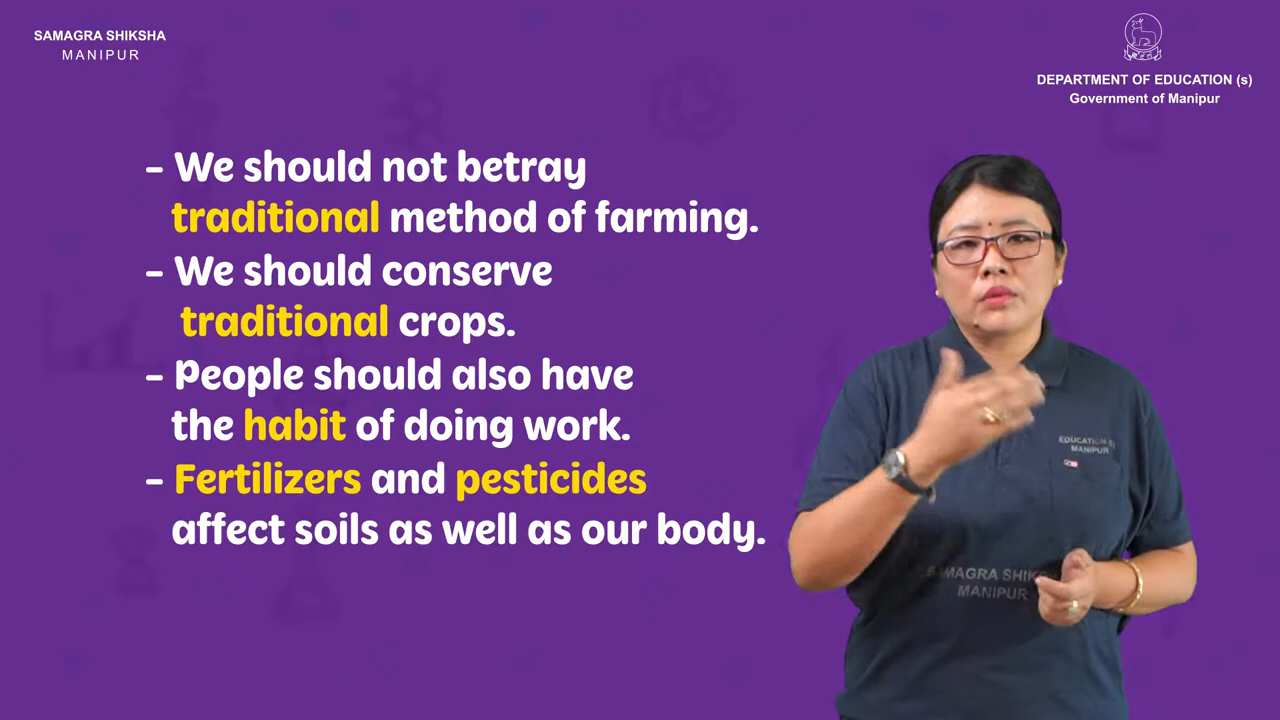 SAMAGRA SHIKSHA
MANIPUR
DEPARTMENT OF EDUCATION (s)
Government of Manipur
- We should not betray
traditional method of farming.
- We should conserve
traditional crops.
- People should also have
the habit of doing work.
- Fertilizers and pesticides
affect soils as well as our body.
MANIPUR
MANIPUR